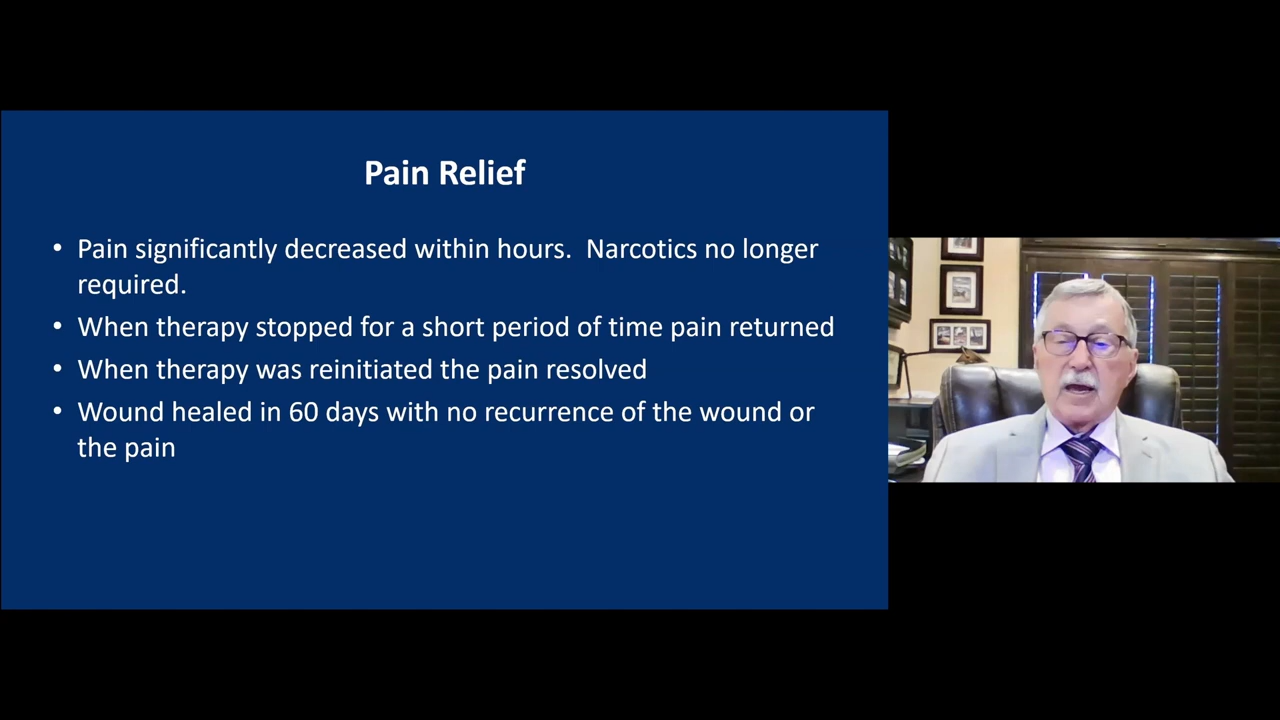 Pain Relief
• Pain significantly decreased within hours.  Narcotics no longer
required.
• When therapy stopped for a short period of time pain returned
• When therapy was reinitiated the pain resolved
• Wound healed in 60 days with no recurrence of the wound or
the pain